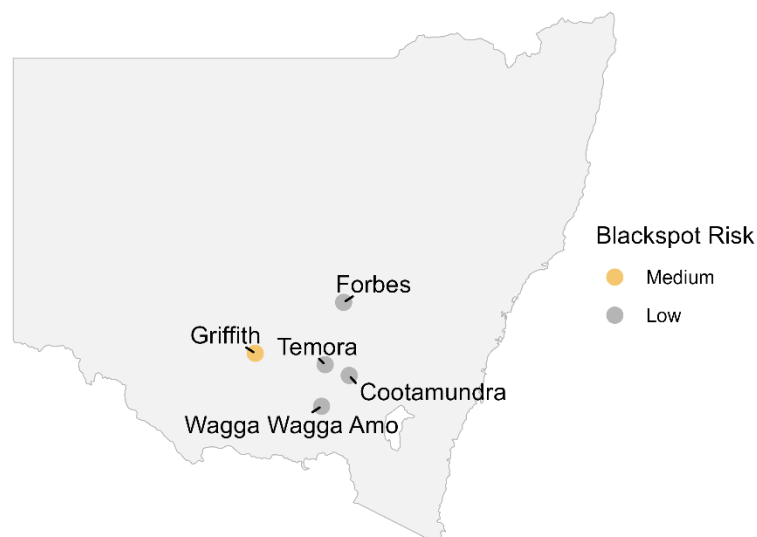 Blackspot Risk
Medium
Low
Forbes
Griffith
Temora
Cootamundra
Wagga Wagga Amo